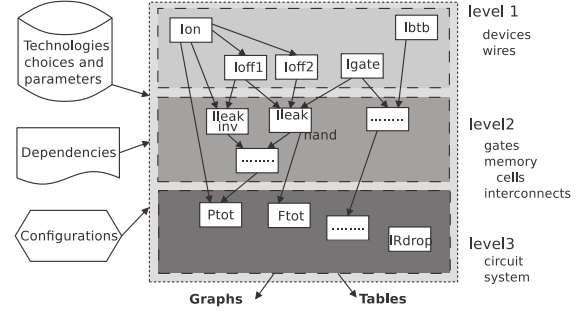 Technologies
choices and
parameters
Dependencies
Configurations
Ion
Ioff1
Ioff2
Igate
Ibtb
Ileak
inv
Ileak
nand
........
........
Ptot
Ftot
........
IRdrop
level 1
devices
wires
level2
gates
memory
cells
interconnects
level3
circuit
system
Graphs
Tables